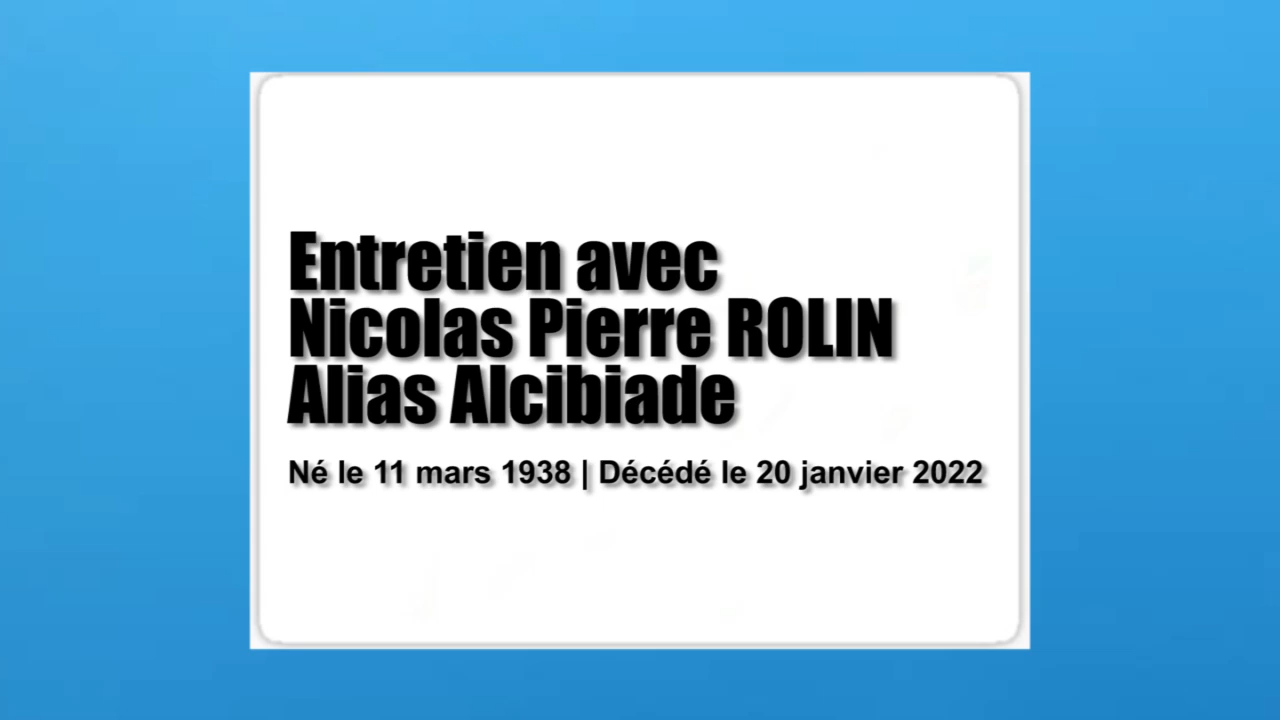 Entretien avec
Nicolas Pierre ROLIN
Alias Alcibiade
Né le 11 mars 1938 | Décédé le 20 janvier 2022